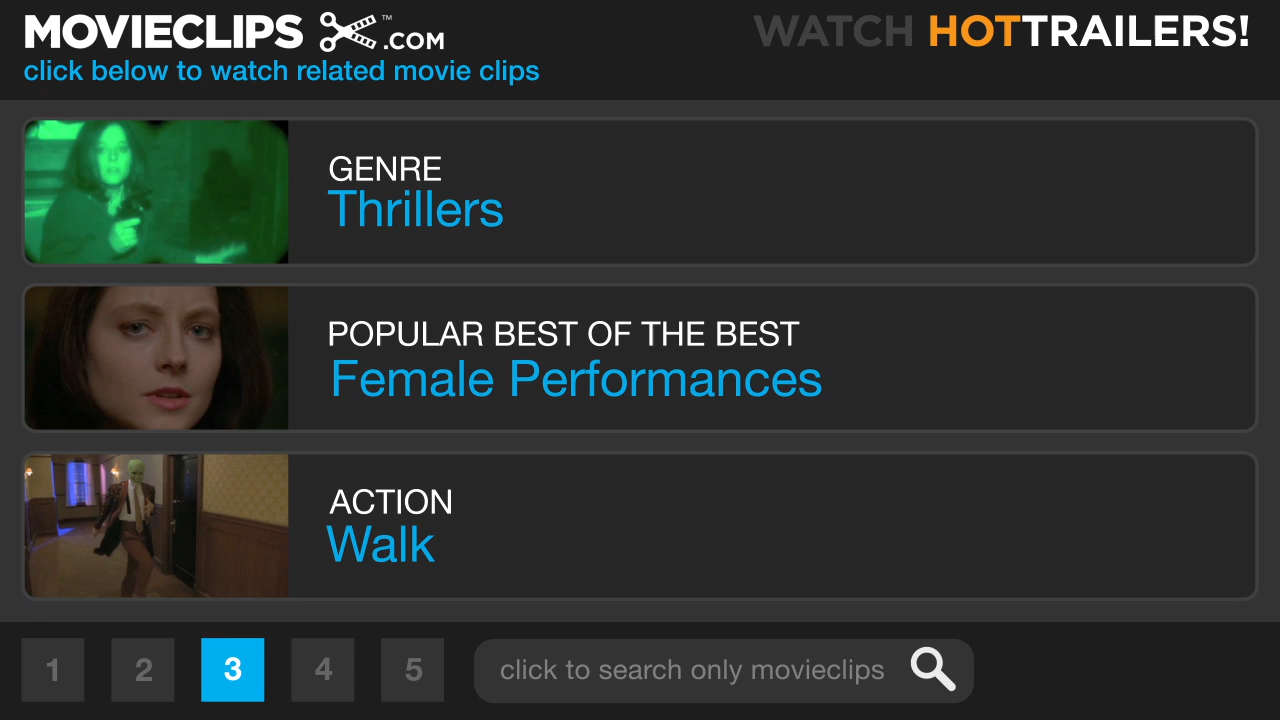 MOVIECLIPS ™ .COM
WATCH HOTTRAILERS!
click below to watch related movie clips
GENRE
Thrillers
POPULAR BEST OF THE BEST
Female Performances
ACTION
Walk
1 2 3 4 5 click to search only movieclips